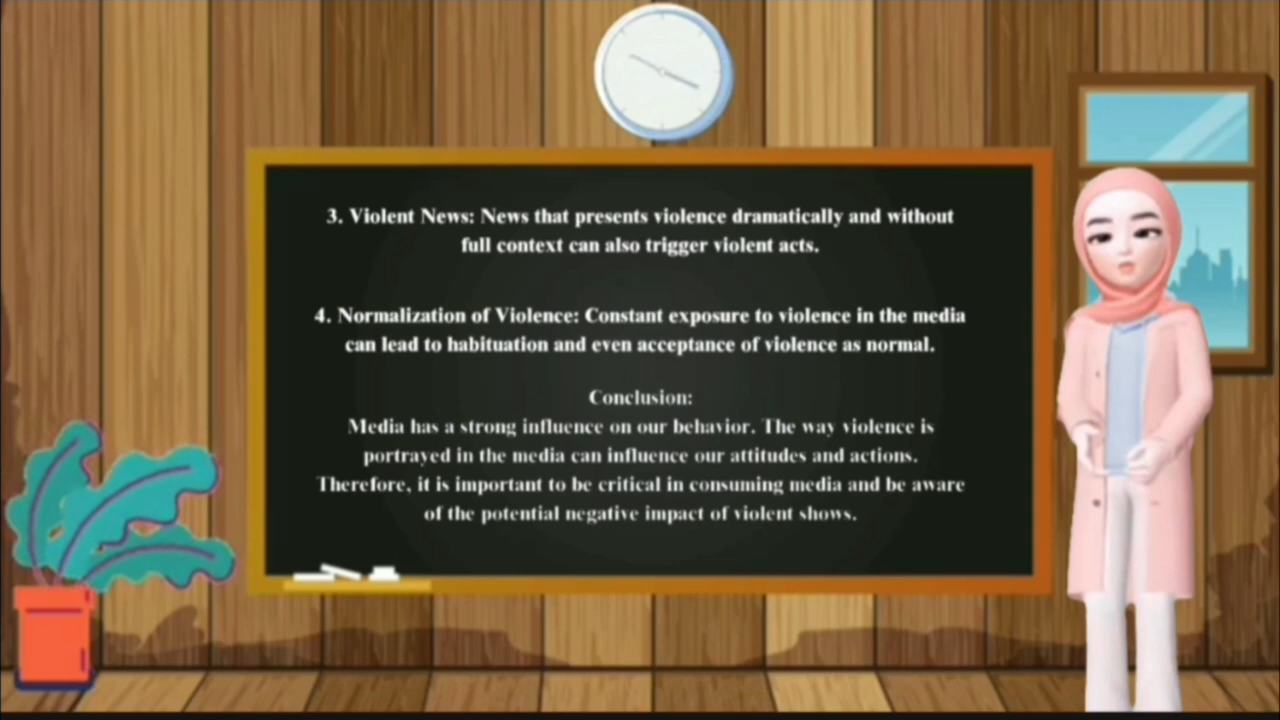 3. Violent News: News that presents violence dramatically and without
full context can also trigger violent acts.
4. Normalization of Violence: Constant exposure to violence in the media
can lead to habituation and even acceptance of violence as normal.
Conclusion:
Media has a strong influence on our behavior. The way violence is
portrayed in the media can influence our attitudes and actions.
Therefore, it is important to be critical in consuming media and be aware
of the potential negative impact of violent shows.